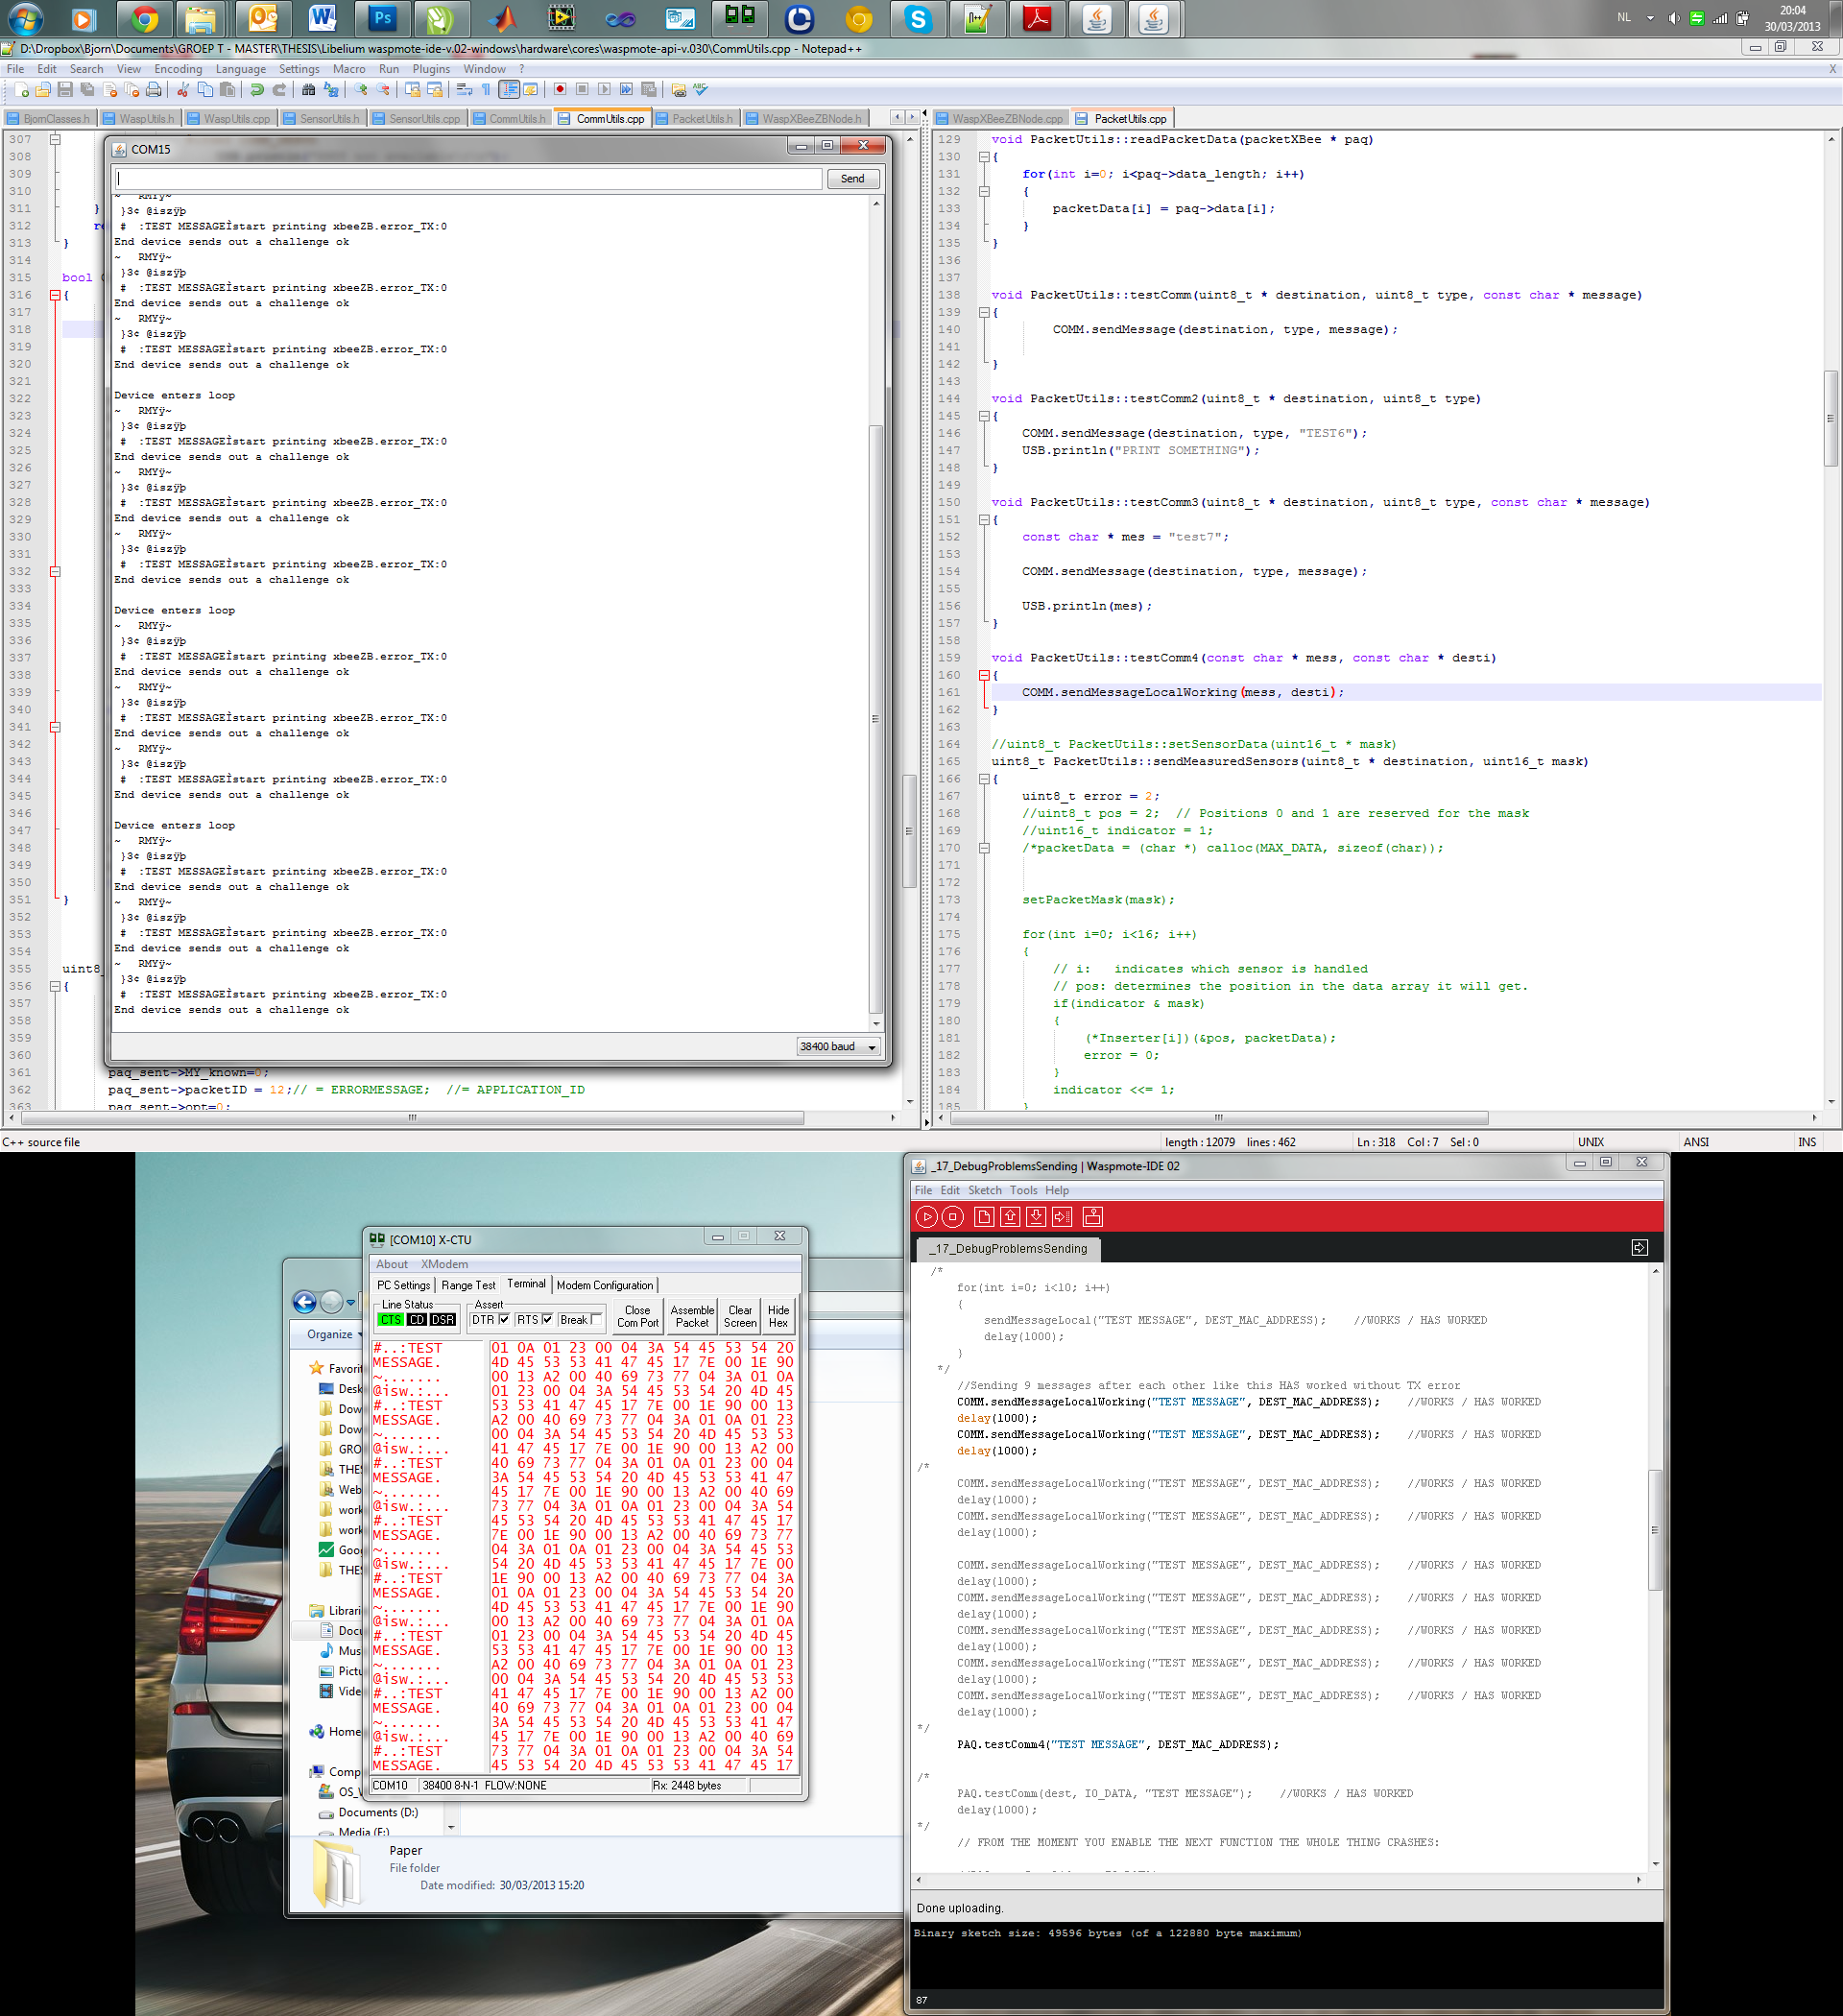 NL
20:04
30/03/2013
D:\Dropbox\Bjorn\Documents\GROEP T - MASTER\THESIS\Libelium waspmote-ide-v.02-windows\hardware\cores\waspmote-api-v.030\CommUtils.cpp - Notepad++
File Edit Search View Encoding Language Settings Macro Run Plugins Window ?
BjornClasses.h WaspUtils.h WaspUtils.cpp SensorUtils.h SensorUtils.cpp CommUtils.h CommUtils.cpp PacketUtils.h WaspXBeeZBNode.h
COM15
Send
}3¢ @iszÿþ
# :TEST MESSAGEÌstart printing xbeeZB.error_TX:0
End device sends out a challenge ok
~ RMYÿ~
}3¢ @iszÿþ
# :TEST MESSAGEÌstart printing xbeeZB.error_TX:0
End device sends out a challenge ok
~ RMYÿ~
}3¢ @iszÿþ
# :TEST MESSAGEÌstart printing xbeeZB.error_TX:0
End device sends out a challenge ok
Device enters loop
~ RMYÿ~
}3¢ @iszÿþ
# :TEST MESSAGEÌstart printing xbeeZB.error_TX:0
End device sends out a challenge ok
~ RMYÿ~
}3¢ @iszÿþ
# :TEST MESSAGEÌstart printing xbeeZB.error_TX:0
End device sends out a challenge ok
~ RMYÿ~
}3¢ @iszÿþ
# :TEST MESSAGEÌstart printing xbeeZB.error_TX:0
End device sends out a challenge ok
Device enters loop
~ RMYÿ~
}3¢ @iszÿþ
# :TEST MESSAGEÌstart printing xbeeZB.error_TX:0
End device sends out a challenge ok
~ RMYÿ~
}3¢ @iszÿþ
# :TEST MESSAGEÌstart printing xbeeZB.error_TX:0
End device sends out a challenge ok
~ RMYÿ~
}3¢ @iszÿþ
# :TEST MESSAGEÌstart printing xbeeZB.error_TX:0
End device sends out a challenge ok
Device enters loop
~ RMYÿ~
}3¢ @iszÿþ
# :TEST MESSAGEÌstart printing xbeeZB.error_TX:0
End device sends out a challenge ok
~ RMYÿ~
}3¢ @iszÿþ
# :TEST MESSAGEÌstart printing xbeeZB.error_TX:0
End device sends out a challenge ok
~ RMYÿ~
}3¢ @iszÿþ
# :TEST MESSAGEÌstart printing xbeeZB.error_TX:0
End device sends out a challenge ok
38400 baud
315 bool
316 {
351 }
355 uint8_
356 {
361 paq_sent->MY_known=0;
362 paq_sent->packetID = 12;// = ERRORMESSAGE; //= APPLICATION_ID
363 paq_sent->opt=0;
WaspXBeeZBNode.cpp PacketUtils.cpp
129 void PacketUtils::readPacketData(packetXBee * paq)
130 {
131 for(int i=0; i<paq->data_length; i++)
132 {
133 packetData[i] = paq->data[i];
134 }
135 }
136
137
138 void PacketUtils::testComm(uint8_t * destination, uint8_t type, const char * message)
139 {
140 COMM.sendMessage(destination, type, message);
141
142 }
143
144 void PacketUtils::testComm2(uint8_t * destination, uint8_t type)
145 {
146 COMM.sendMessage(destination, type, "TEST6");
147 USB.println("PRINT SOMETHING");
148 }
149
150 void PacketUtils::testComm3(uint8_t * destination, uint8_t type, const char * message)
151 {
152 const char * mes = "test7";
153
154 COMM.sendMessage(destination, type, message);
155
156 USB.println(mes);
157 }
158
159 void PacketUtils::testComm4(const char * mess, const char * desti)
160 {
161 COMM.sendMessageLocalWorking(mess, desti);
162 }
163
164 //uint8_t PacketUtils::setSensorData(uint16_t * mask)
165 uint8_t PacketUtils::sendMeasuredSensors(uint8_t * destination, uint16_t mask)
166 {
167 uint8_t error = 2;
168 //uint8_t pos = 2; // Positions 0 and 1 are reserved for the mask
169 //uint16_t indicator = 1;
170 /*packetData = (char *) calloc(MAX_DATA, sizeof(char));
171
172
173 setPacketMask(mask);
174
175 for(int i=0; i<16; i++)
176 {
177 // i: indicates which sensor is handled
178 // pos: determines the position in the data array it will get.
179 if(indicator & mask)
180 {
181 (*Inserter[i])(&pos, packetData);
182 error = 0;
183 }
184 indicator <<= 1;
185 }
C++ source file length : 12079 lines : 462 Ln : 318 Col : 7 Sel : 0 UNIX ANSI INS
[COM10] X-CTU
About XModem
PC Settings Range Test Terminal Modem Configuration
Line Status
CTS CD DSR
Assert
DTR RTS Break
Close Com Port
Assemble Packet
Clear Screen
Hide Hex
#..:TEST 01 0A 01 23 00 04 3A 54 45 53 54 20
MESSAGE. 4D 45 53 53 41 47 45 17 7E 00 1E 90
~....... 00 13 A2 00 40 69 73 77 04 3A 01 0A
@isw.:... 01 23 00 04 3A 54 45 53 54 20 4D 45
#..:TEST 53 53 41 47 45 17 7E 00 1E 90 00 13
MESSAGE. A2 00 40 69 73 77 04 3A 01 0A 01 23
~....... 00 04 3A 54 45 53 54 20 4D 45 53 53
@isw.:... 41 47 45 17 7E 00 1E 90 00 13 A2 00
#..:TEST 40 69 73 77 04 3A 01 0A 01 23 00 04
MESSAGE. 3A 54 45 53 54 20 4D 45 53 53 41 47
~....... 45 17 7E 00 1E 90 00 13 A2 00 40 69
@isw.:... 73 77 04 3A 01 0A 01 23 00 04 3A 54
#..:TEST 45 53 54 20 4D 45 53 53 41 47 45 17
MESSAGE. 7E 00 1E 90 00 13 A2 00 40 69 73 77
~....... 04 3A 01 0A 01 23 00 04 3A 54 45 53
@isw.:... 54 20 4D 45 53 53 41 47 45 17 7E 00
#..:TEST 1E 90 00 13 A2 00 40 69 73 77 04 3A
MESSAGE. 01 0A 01 23 00 04 3A 54 45 53 54 20
~....... 4D 45 53 53 41 47 45 17 7E 00 1E 90
@isw.:... 00 13 A2 00 40 69 73 77 04 3A 01 0A
#..:TEST 01 23 00 04 3A 54 45 53 54 20 4D 45
MESSAGE. 53 53 41 47 45 17 7E 00 1E 90 00 13
~....... A2 00 40 69 73 77 04 3A 01 0A 01 23
@isw.:... 00 04 3A 54 45 53 54 20 4D 45 53 53
#..:TEST 41 47 45 17 7E 00 1E 90 00 13 A2 00
MESSAGE. 40 69 73 77 04 3A 01 0A 01 23 00 04
~....... 3A 54 45 53 54 20 4D 45 53 53 41 47
@isw.:... 45 17 7E 00 1E 90 00 13 A2 00 40 69
#..:TEST 73 77 04 3A 01 0A 01 23 00 04 3A 54
MESSAGE. 45 53 54 20 4D 45 53 53 41 47 45 17
COM10 38400 8-N-1 FLOW:NONE Rx: 2448 bytes
Organize
Favorit
Desk
Dow
Dow
GRO
THES
Web
work
work
Goog
THES
Librari
Docu
Musi
Pictu
Vide
Home
Comp
OS_W
Documents (D:)
Media (F:)
Paper
File folder
Date modified: 30/03/2013 15:20
_17_DebugProblemsSending | Waspmote-IDE 02
File Edit Sketch Tools Help
_17_DebugProblemsSending
/*
for(int i=0; i<10; i++)
{
sendMessageLocal("TEST MESSAGE", DEST_MAC_ADDRESS); //WORKS / HAS WORKED
delay(1000);
}
*/
//Sending 9 messages after each other like this HAS worked without TX error
COMM.sendMessageLocalWorking("TEST MESSAGE", DEST_MAC_ADDRESS); //WORKS / HAS WORKED
delay(1000);
COMM.sendMessageLocalWorking("TEST MESSAGE", DEST_MAC_ADDRESS); //WORKS / HAS WORKED
delay(1000);
/*
COMM.sendMessageLocalWorking("TEST MESSAGE", DEST_MAC_ADDRESS); //WORKS / HAS WORKED
delay(1000);
COMM.sendMessageLocalWorking("TEST MESSAGE", DEST_MAC_ADDRESS); //WORKS / HAS WORKED
delay(1000);
COMM.sendMessageLocalWorking("TEST MESSAGE", DEST_MAC_ADDRESS); //WORKS / HAS WORKED
delay(1000);
COMM.sendMessageLocalWorking("TEST MESSAGE", DEST_MAC_ADDRESS); //WORKS / HAS WORKED
delay(1000);
COMM.sendMessageLocalWorking("TEST MESSAGE", DEST_MAC_ADDRESS); //WORKS / HAS WORKED
delay(1000);
COMM.sendMessageLocalWorking("TEST MESSAGE", DEST_MAC_ADDRESS); //WORKS / HAS WORKED
delay(1000);
COMM.sendMessageLocalWorking("TEST MESSAGE", DEST_MAC_ADDRESS); //WORKS / HAS WORKED
delay(1000);
*/
PAQ.testComm4("TEST MESSAGE", DEST_MAC_ADDRESS);
/*
PAQ.testComm(dest, IO_DATA, "TEST MESSAGE"); //WORKS / HAS WORKED
delay(1000);
*/
// FROM THE MOMENT YOU ENABLE THE NEXT FUNCTION THE WHOLE THING CRASHES:
Done uploading.
Binary sketch size: 49596 bytes (of a 122880 byte maximum)
87